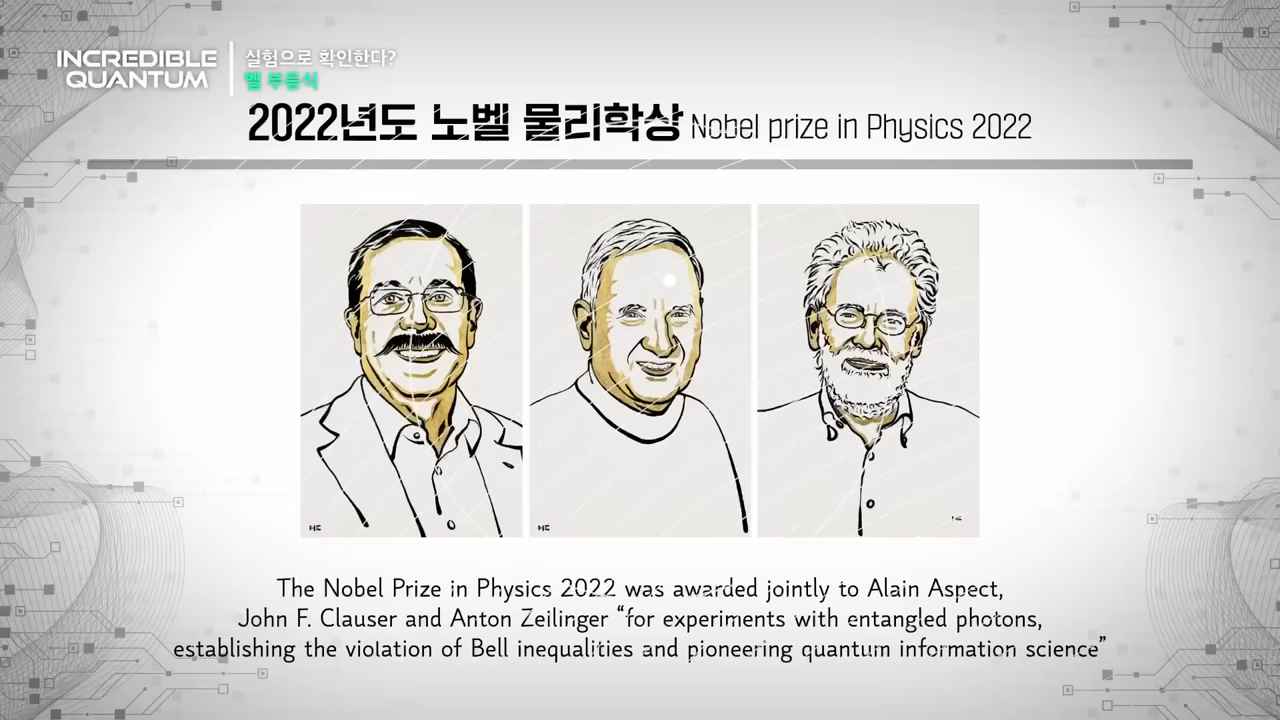 INCREDIBLE
QUANTUM
실험으로 확인한다?
벨 부등식
2022년도 노벨 물리학상 Nobel prize in Physics 2022
The Nobel Prize in Physics 2022 was awarded jointly to Alain Aspect,
John F. Clauser and Anton Zeilinger “for experiments with entangled photons,
establishing the violation of Bell inequalities and pioneering quantum information science”